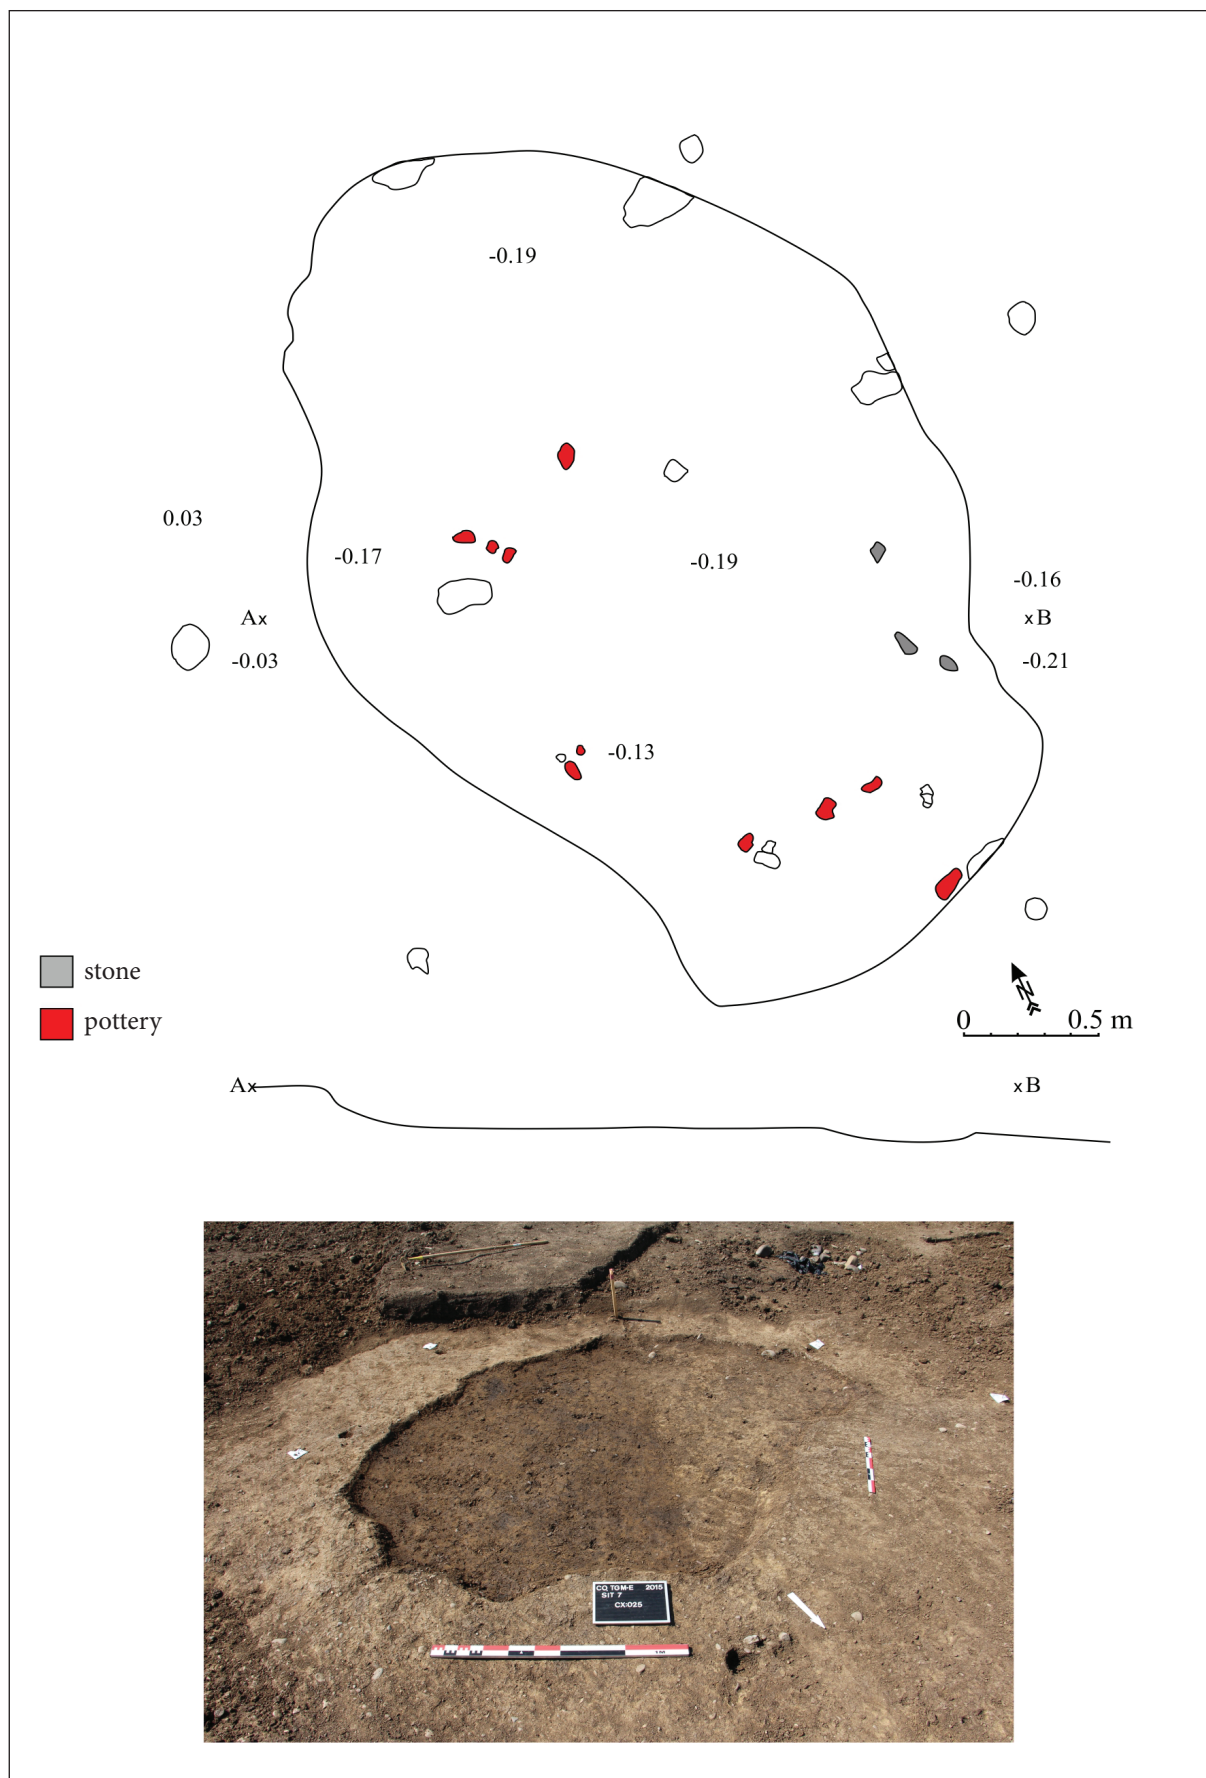 -0.19
0.03
-0.17
-0.19
-0.16
Ax
xB
-0.03
-0.21
-0.13
stone
pottery
N
0 0.5 m
Ax
xB
CQ TGM-E 2015
SIT 7
CX:025